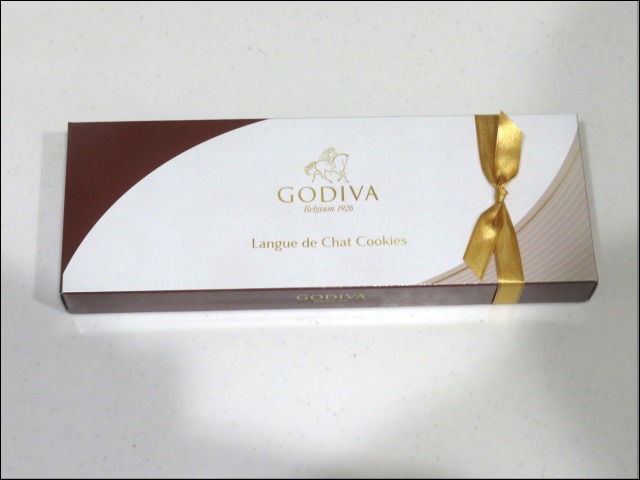 GODIVA
Belgium 1926
Langue de Chat Cookies
GODIVA